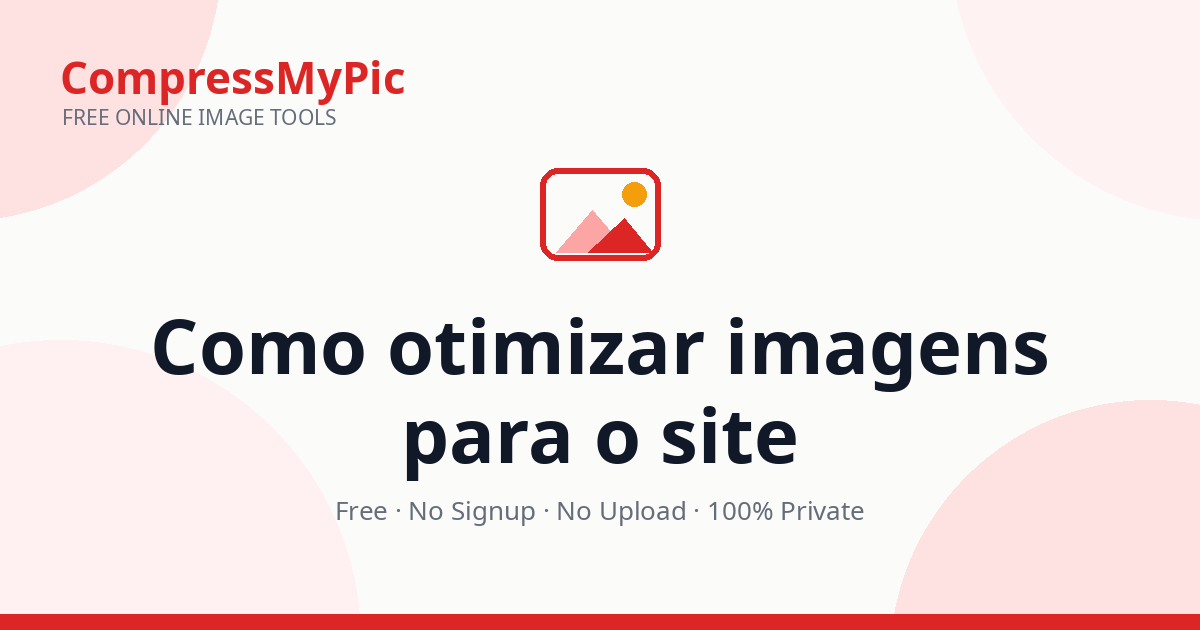 CompressMyPic
FREE ONLINE IMAGE TOOLS
Como otimizar imagens
para o site
Free · No Signup · No Upload · 100% Private